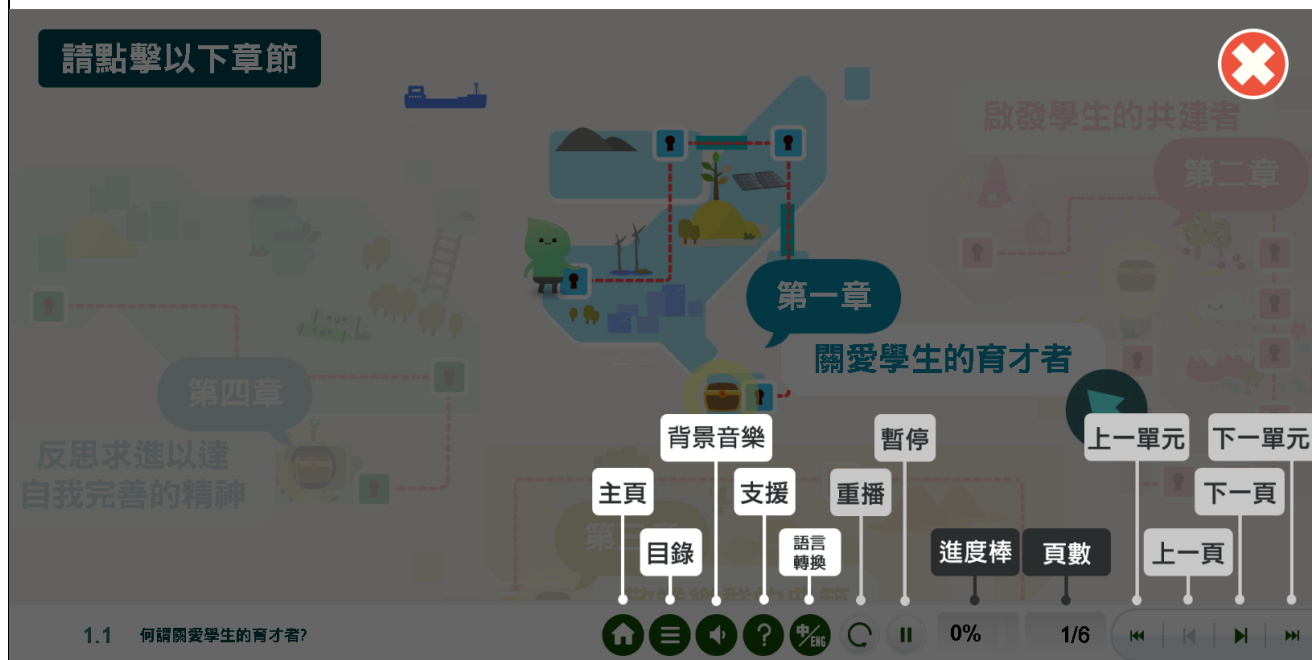 請點擊以下章節
啟發學生的共建者
第二章
第一章
關愛學生的育才者
第四章
反思求進以達
自我完善的精神
背景音樂
暫停
上一單元
下一單元
主頁
支援
重播
下一頁
目錄
語言
轉換
進度棒
頁數
上一頁
1.1 何謂關愛學生的育才者?
中/ENG
0%
1/6